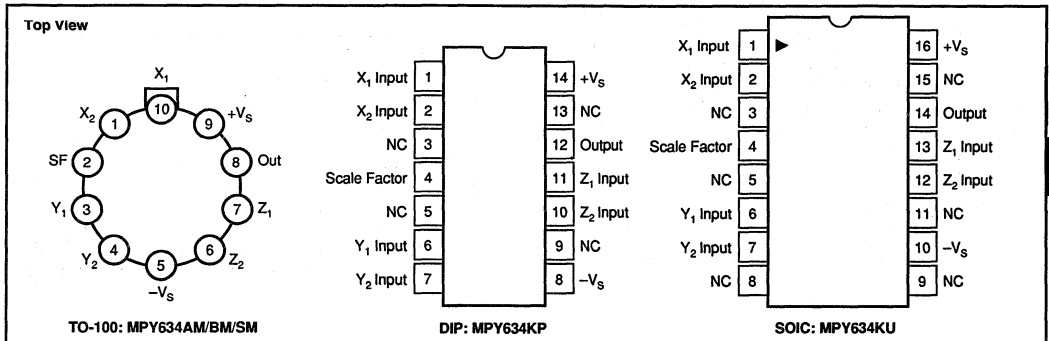 Top View
X₁
10
X₂ 1
9 +Vₛ
SF 2
8 Out
Y₁ 3
7 Z₁
Y₂ 4
6 Z₂
5
–Vₛ
TO-100: MPY634AM/BM/SM
X₁ Input 1
14 +Vₛ
X₂ Input 2
13 NC
NC 3
12 Output
Scale Factor 4
11 Z₁ Input
NC 5
10 Z₂ Input
Y₁ Input 6
9 NC
Y₂ Input 7
8 –Vₛ
DIP: MPY634KP
X₁ Input 1
16 +Vₛ
X₂ Input 2
15 NC
NC 3
14 Output
Scale Factor 4
13 Z₁ Input
NC 5
12 Z₂ Input
Y₁ Input 6
11 NC
Y₂ Input 7
10 –Vₛ
NC 8
9 NC
SOIC: MPY634KU